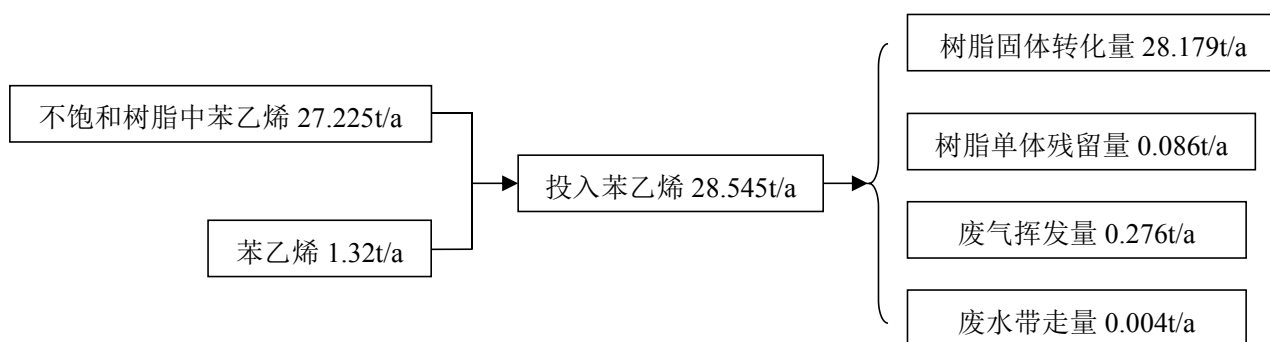 不饱和树脂中苯乙烯 27.225t/a
苯乙烯 1.32t/a
投入苯乙烯 28.545t/a
树脂固体转化量 28.179t/a
树脂单体残留量 0.086t/a
废气挥发量 0.276t/a
废水带走量 0.004t/a